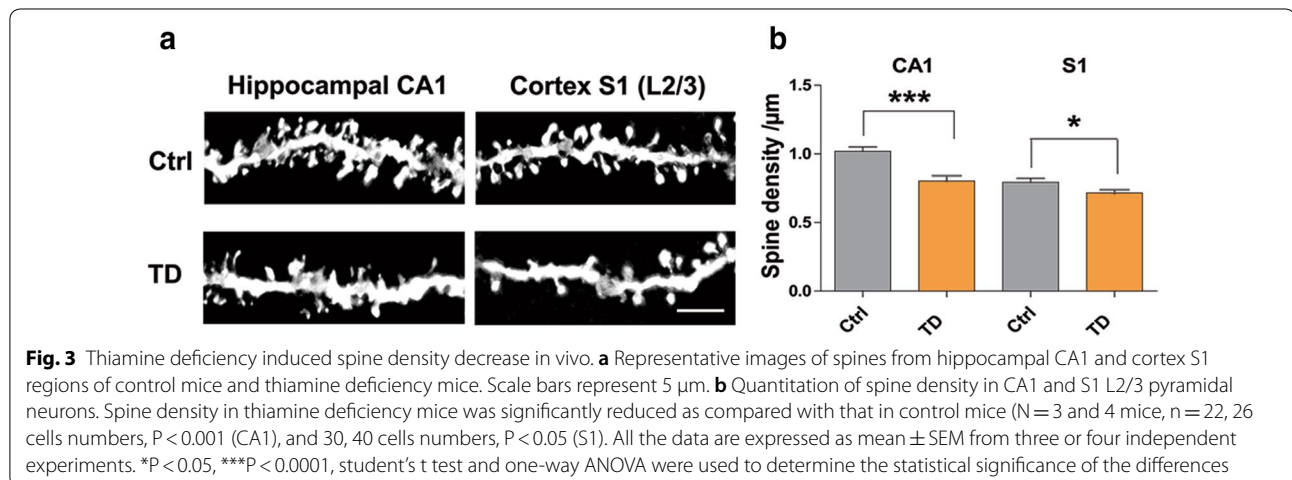 a
b
Hippocampal CA1
Cortex S1 (L2/3)
Ctrl
TD
CA1
S1
***
*
Spine density /μm
1.5
1.0
0.5
0.0
Ctrl
TD
Ctrl
TD
Fig. 3 Thiamine deficiency induced spine density decrease in vivo. a Representative images of spines from hippocampal CA1 and cortex S1
regions of control mice and thiamine deficiency mice. Scale bars represent 5 μm. b Quantitation of spine density in CA1 and S1 L2/3 pyramidal
neurons. Spine density in thiamine deficiency mice was significantly reduced as compared with that in control mice (N = 3 and 4 mice, n = 22, 26
cells numbers, P < 0.001 (CA1), and 30, 40 cells numbers, P < 0.05 (S1). All the data are expressed as mean ± SEM from three or four independent
experiments. *P < 0.05, ***P < 0.0001, student's t test and one-way ANOVA were used to determine the statistical significance of the differences